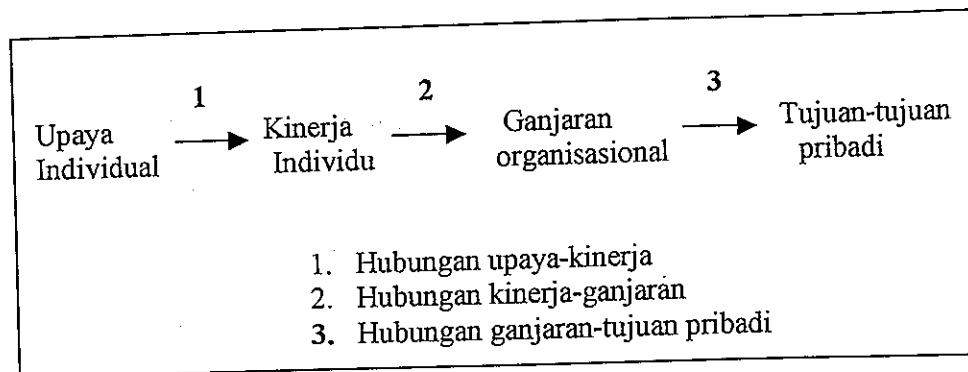 1 2 3
Upaya Kinerja Ganjaran Tujuan-tujuan
Individual Individu organisasional pribadi
1. Hubungan upaya-kinerja
2. Hubungan kinerja-ganjaran
3. Hubungan ganjaran-tujuan pribadi